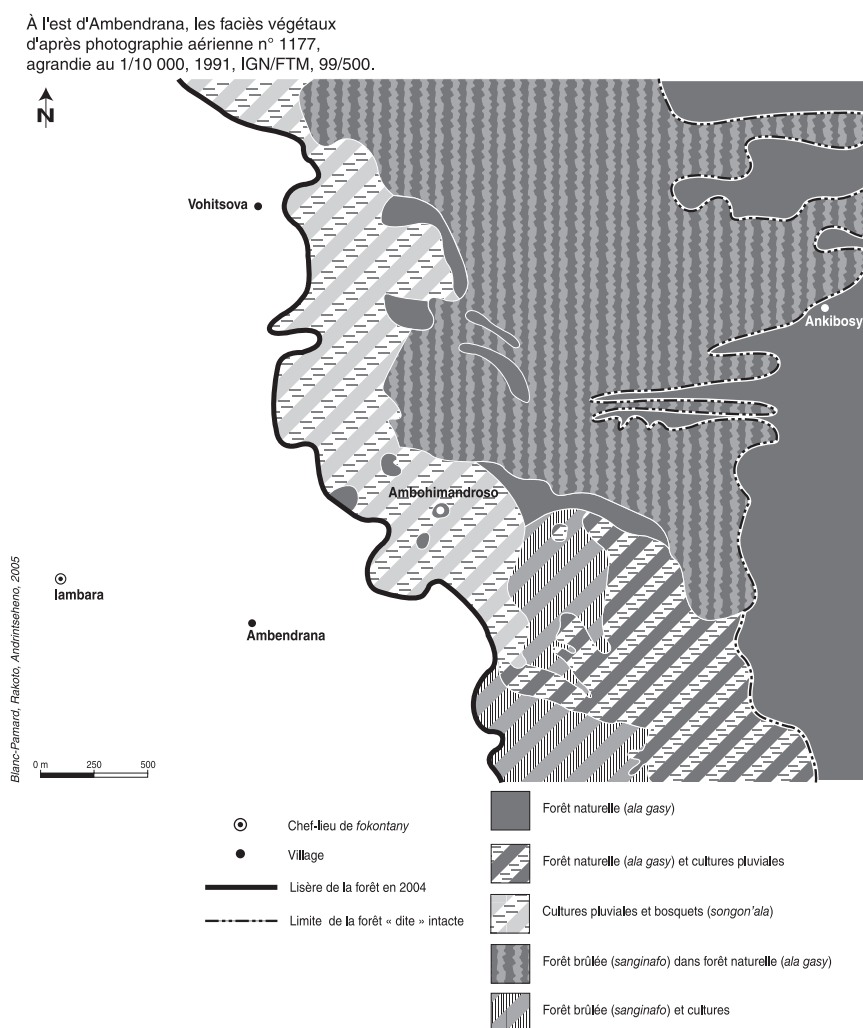 À l'est d'Ambendrana, les faciès végétaux
d'après photographie aérienne n° 1177,
agrandie au 1/10 000, 1991, IGN/FTM, 99/500.
N
Vohitsova
Ankibosy
Ambohimandroso
Iambara
Ambendrana
Blanc-Pamard, Rakoto, Andrintseheno, 2005
0 m 250 500
Chef-lieu de fokontany
Village
Lisère de la forêt en 2004
Limite de la forêt « dite » intacte
Forêt naturelle (ala gasy)
Forêt naturelle (ala gasy) et cultures pluviales
Cultures pluviales et bosquets (songon'ala)
Forêt brûlée (sanginafo) dans forêt naturelle (ala gasy)
Forêt brûlée (sanginafo) et cultures